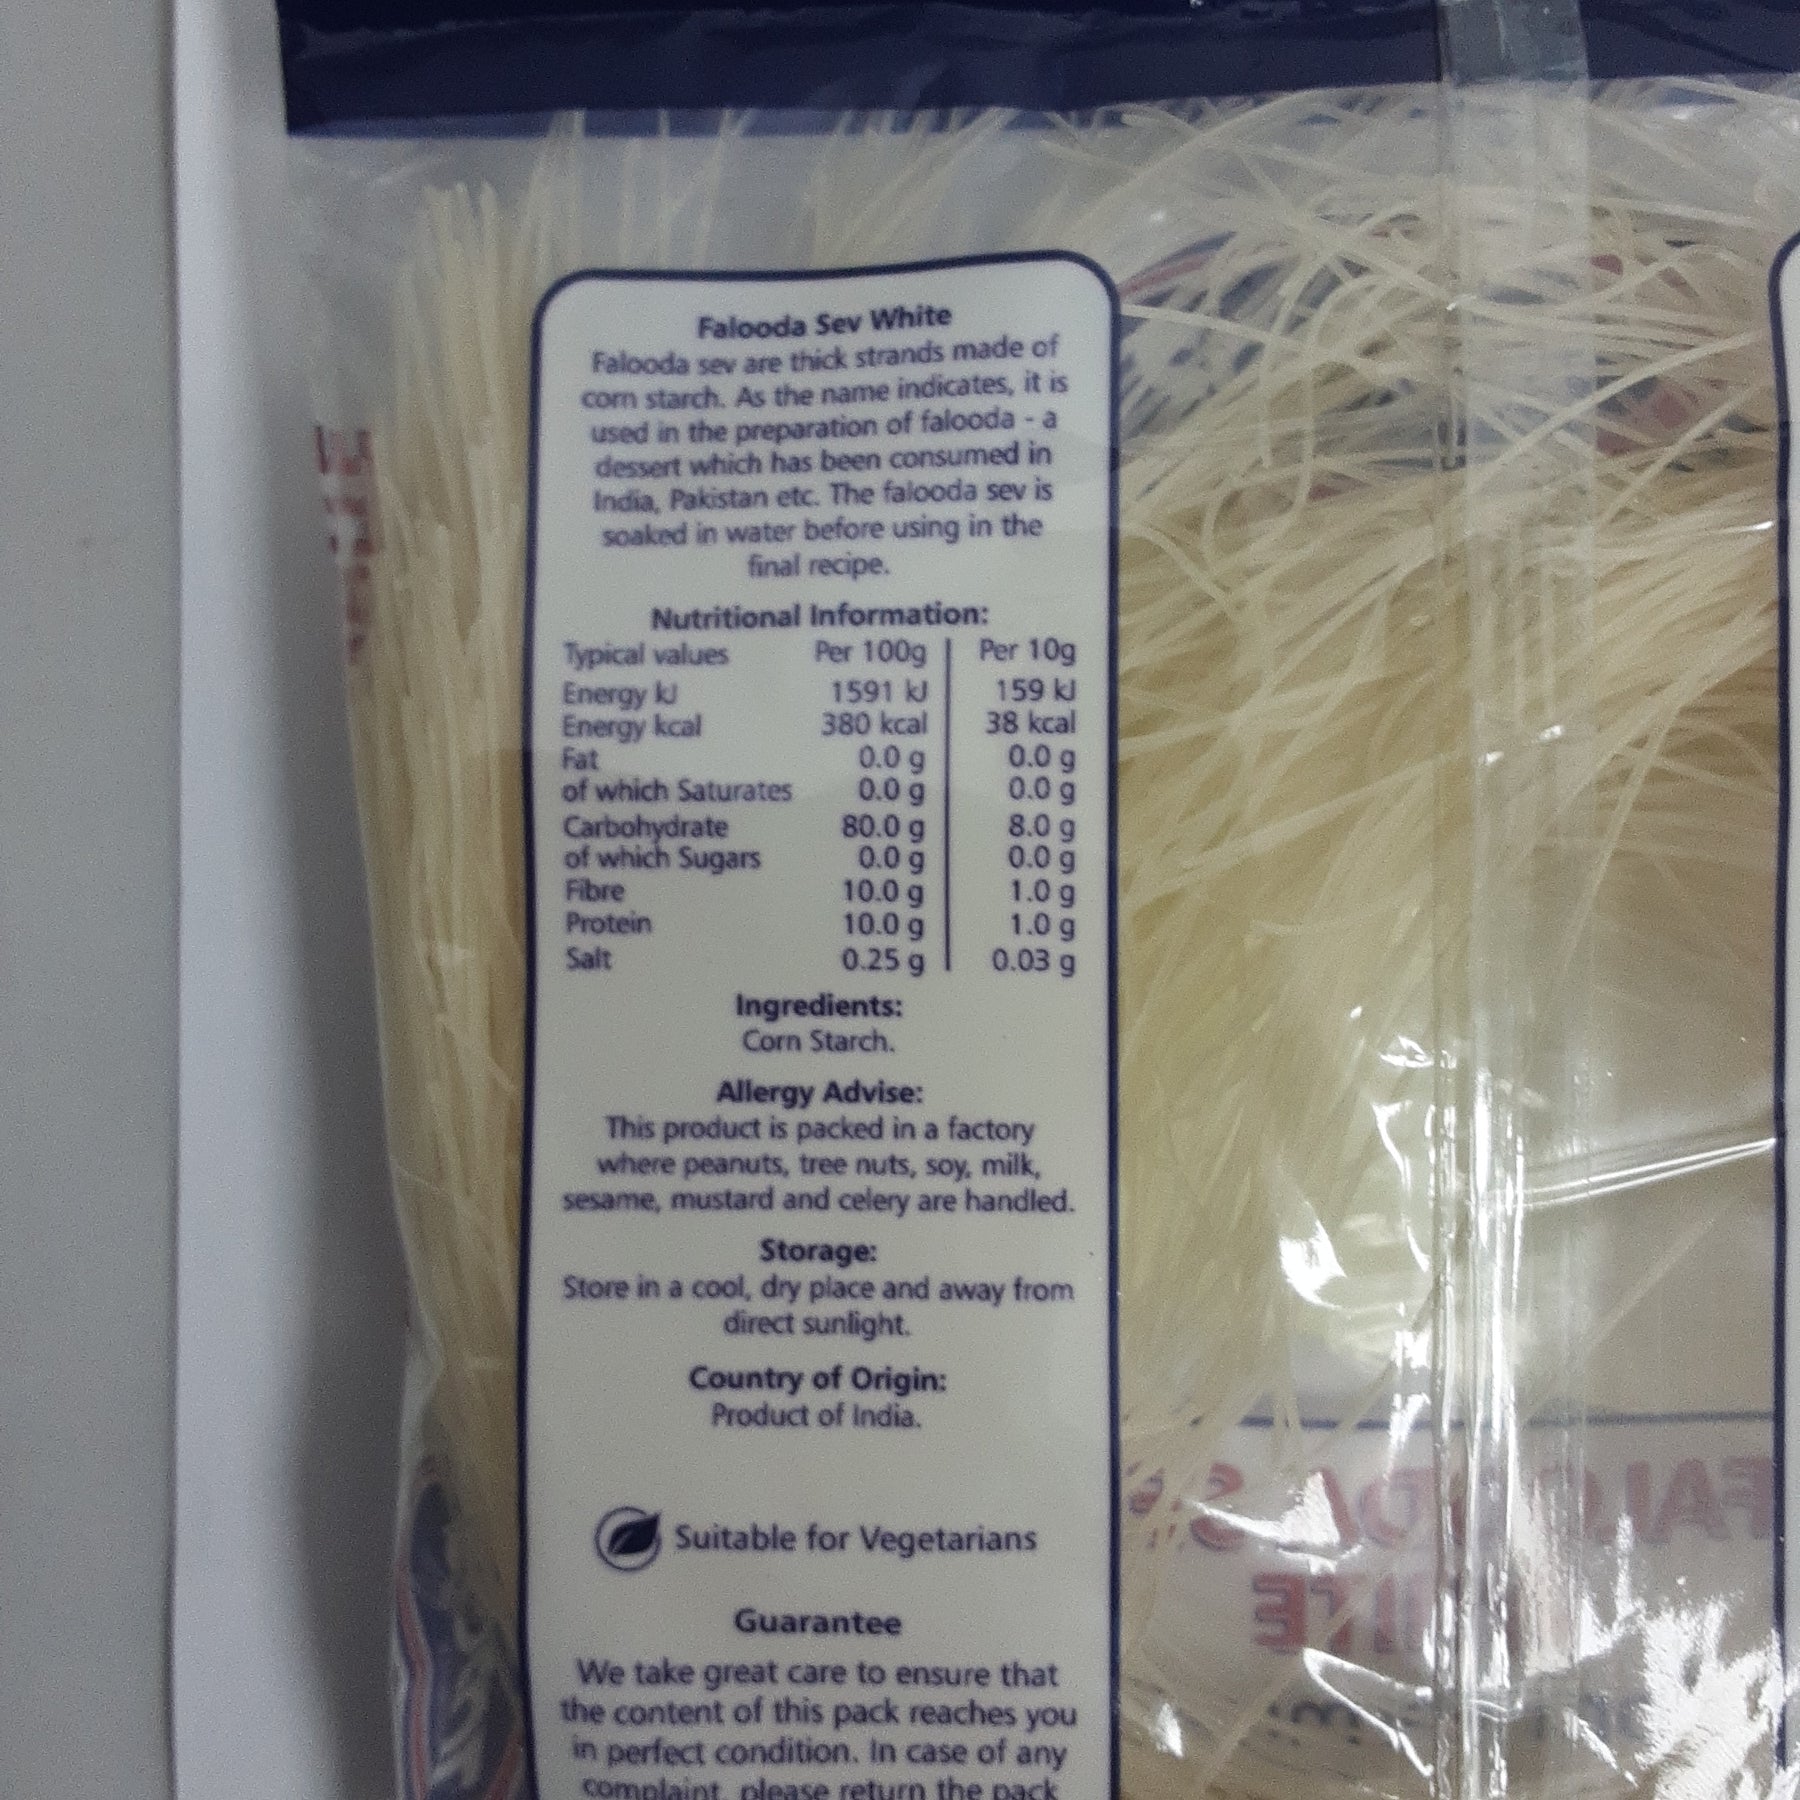 Falooda Sev White
Falooda sev are thick strands made of
corn starch. As the name indicates, it is
used in the preparation of falooda - a
dessert which has been consumed in
India, Pakistan etc. The falooda sev is
soaked in water before using in the
final recipe.
Nutritional Information:
Typical values Per 100g Per 10g
Energy kJ 1591 kJ 159 kJ
Energy kcal 380 kcal 38 kcal
Fat 0.0 g 0.0 g
of which Saturates 0.0 g 0.0 g
Carbohydrate 80.0 g 8.0 g
of which Sugars 0.0 g 0.0 g
Fibre 10.0 g 1.0 g
Protein 10.0 g 1.0 g
Salt 0.25 g 0.03 g
Ingredients:
Corn Starch.
Allergy Advise:
This product is packed in a factory
where peanuts, tree nuts, soy, milk,
sesame, mustard and celery are handled.
Storage:
Store in a cool, dry place and away from
direct sunlight.
Country of Origin:
Product of India.
Suitable for Vegetarians
Guarantee
We take great care to ensure that
the content of this pack reaches you
in perfect condition. In case of any
complaint, please return the pack